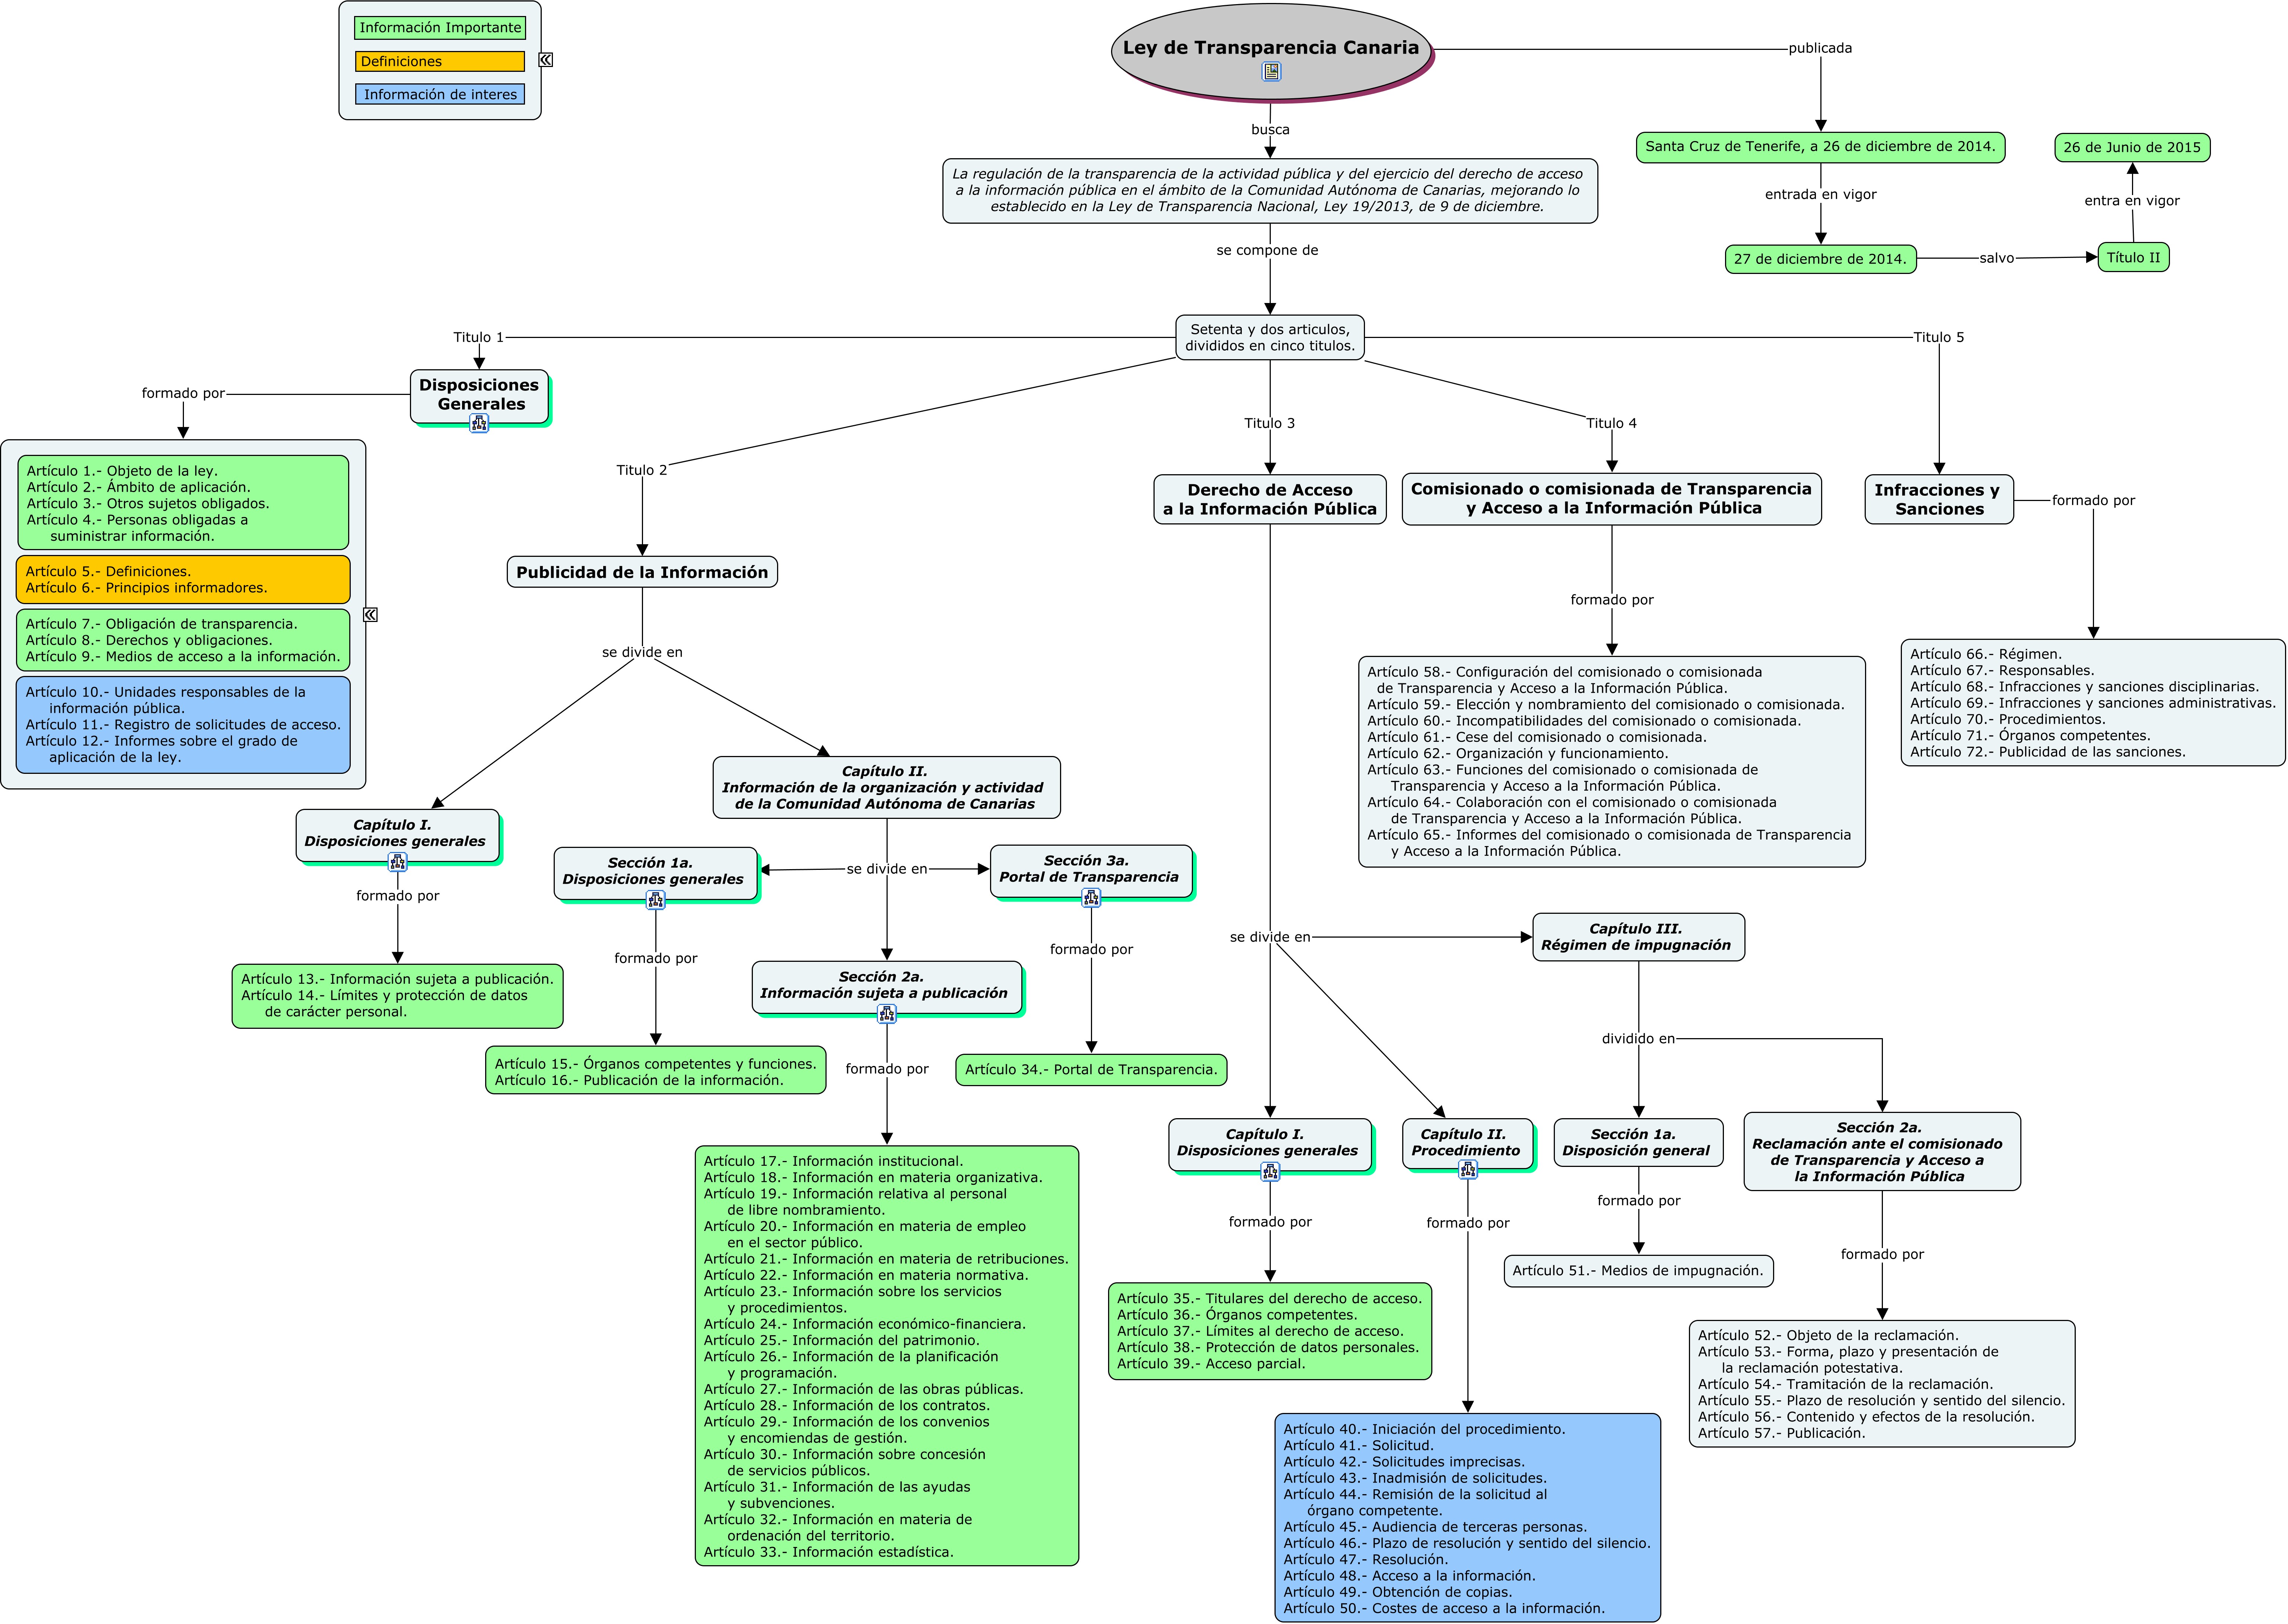 Información Importante
Definiciones
Información de interes
Ley de Transparencia Canaria
publicada
busca
Santa Cruz de Tenerife, a 26 de diciembre de 2014.
26 de Junio de 2015
La regulación de la transparencia de la actividad pública y del ejercicio del derecho de acceso
a la información pública en el ámbito de la Comunidad Autónoma de Canarias, mejorando lo
establecido en la Ley de Transparencia Nacional, Ley 19/2013, de 9 de diciembre.
entrada en vigor
entra en vigor
se compone de
27 de diciembre de 2014.
salvo
Título II
Setenta y dos articulos,
divididos en cinco titulos.
Titulo 1
Titulo 5
Disposiciones
Generales
formado por
Titulo 3
Titulo 4
Titulo 2
Artículo 1.- Objeto de la ley.
Artículo 2.- Ámbito de aplicación.
Artículo 3.- Otros sujetos obligados.
Artículo 4.- Personas obligadas a
suministrar información.
Artículo 5.- Definiciones.
Artículo 6.- Principios informadores.
Artículo 7.- Obligación de transparencia.
Artículo 8.- Derechos y obligaciones.
Artículo 9.- Medios de acceso a la información.
Artículo 10.- Unidades responsables de la
información pública.
Artículo 11.- Registro de solicitudes de acceso.
Artículo 12.- Informes sobre el grado de
aplicación de la ley.
Derecho de Acceso
a la Información Pública
Comisionado o comisionada de Transparencia
y Acceso a la Información Pública
Infracciones y
Sanciones
formado por
Publicidad de la Información
formado por
se divide en
Artículo 58.- Configuración del comisionado o comisionada
de Transparencia y Acceso a la Información Pública.
Artículo 59.- Elección y nombramiento del comisionado o comisionada.
Artículo 60.- Incompatibilidades del comisionado o comisionada.
Artículo 61.- Cese del comisionado o comisionada.
Artículo 62.- Organización y funcionamiento.
Artículo 63.- Funciones del comisionado o comisionada de
Transparencia y Acceso a la Información Pública.
Artículo 64.- Colaboración con el comisionado o comisionada
de Transparencia y Acceso a la Información Pública.
Artículo 65.- Informes del comisionado o comisionada de Transparencia
y Acceso a la Información Pública.
Artículo 66.- Régimen.
Artículo 67.- Responsables.
Artículo 68.- Infracciones y sanciones disciplinarias.
Artículo 69.- Infracciones y sanciones administrativas.
Artículo 70.- Procedimientos.
Artículo 71.- Órganos competentes.
Artículo 72.- Publicidad de las sanciones.
Capítulo II.
Información de la organización y actividad
de la Comunidad Autónoma de Canarias
Capítulo I.
Disposiciones generales
Sección 1a.
Disposiciones generales
se divide en
Sección 3a.
Portal de Transparencia
formado por
formado por
formado por
Sección 2a.
Información sujeta a publicación
Artículo 13.- Información sujeta a publicación.
Artículo 14.- Límites y protección de datos
de carácter personal.
Artículo 15.- Órganos competentes y funciones.
Artículo 16.- Publicación de la información.
formado por
Artículo 34.- Portal de Transparencia.
Artículo 17.- Información institucional.
Artículo 18.- Información en materia organizativa.
Artículo 19.- Información relativa al personal
de libre nombramiento.
Artículo 20.- Información en materia de empleo
en el sector público.
Artículo 21.- Información en materia de retribuciones.
Artículo 22.- Información en materia normativa.
Artículo 23.- Información sobre los servicios
y procedimientos.
Artículo 24.- Información económico-financiera.
Artículo 25.- Información del patrimonio.
Artículo 26.- Información de la planificación
y programación.
Artículo 27.- Información de las obras públicas.
Artículo 28.- Información de los contratos.
Artículo 29.- Información de los convenios
y encomiendas de gestión.
Artículo 30.- Información sobre concesión
de servicios públicos.
Artículo 31.- Información de las ayudas
y subvenciones.
Artículo 32.- Información en materia de
ordenación del territorio.
Artículo 33.- Información estadística.
se divide en
Capítulo III.
Régimen de impugnación
dividido en
Capítulo I.
Disposiciones generales
Capítulo II.
Procedimiento
Sección 1a.
Disposición general
Sección 2a.
Reclamación ante el comisionado
de Transparencia y Acceso a
la Información Pública
formado por
formado por
formado por
formado por
Artículo 51.- Medios de impugnación.
Artículo 35.- Titulares del derecho de acceso.
Artículo 36.- Órganos competentes.
Artículo 37.- Límites al derecho de acceso.
Artículo 38.- Protección de datos personales.
Artículo 39.- Acceso parcial.
Artículo 52.- Objeto de la reclamación.
Artículo 53.- Forma, plazo y presentación de
la reclamación potestativa.
Artículo 54.- Tramitación de la reclamación.
Artículo 55.- Plazo de resolución y sentido del silencio.
Artículo 56.- Contenido y efectos de la resolución.
Artículo 57.- Publicación.
Artículo 40.- Iniciación del procedimiento.
Artículo 41.- Solicitud.
Artículo 42.- Solicitudes imprecisas.
Artículo 43.- Inadmisión de solicitudes.
Artículo 44.- Remisión de la solicitud al
órgano competente.
Artículo 45.- Audiencia de terceras personas.
Artículo 46.- Plazo de resolución y sentido del silencio.
Artículo 47.- Resolución.
Artículo 48.- Acceso a la información.
Artículo 49.- Obtención de copias.
Artículo 50.- Costes de acceso a la información.